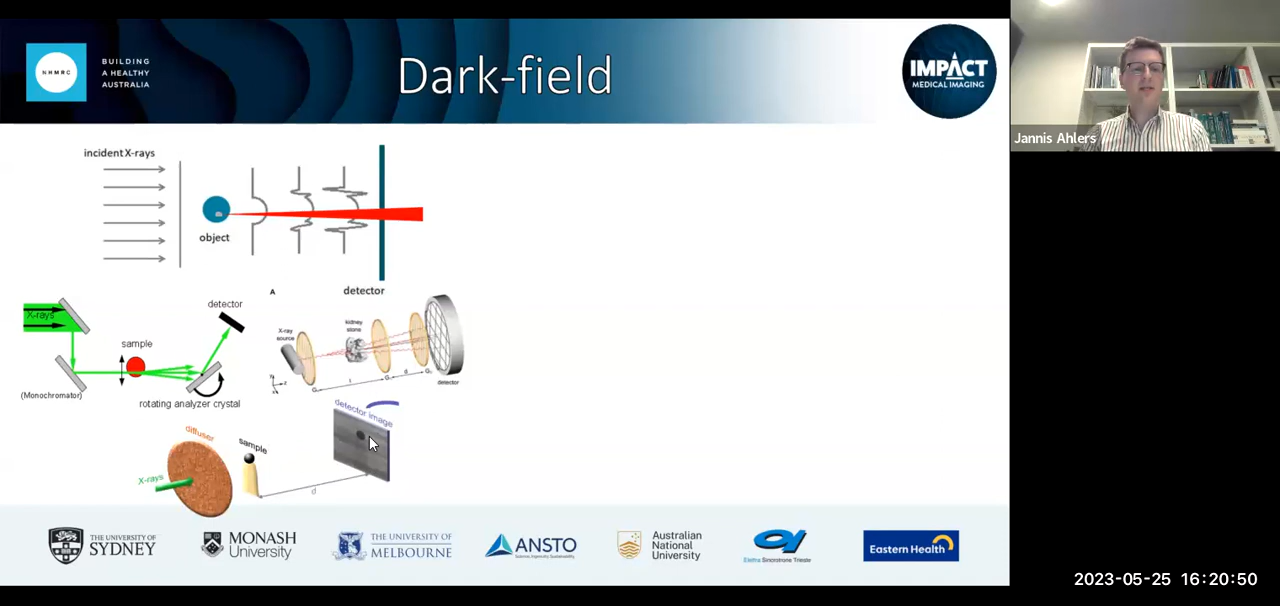 NHMRC
BUILDING
A HEALTHY
AUSTRALIA
Dark-field
IMPACT
MEDICAL IMAGING
Jannis Ahlers
incident X-rays
object
detector
X-rays
sample
detector
(Monochromator)
rotating analyzer crystal
A
X-ray
source
kidney
stone
detector
diffuser
sample
X-rays
detector image
d
THE UNIVERSITY OF
SYDNEY
MONASH
University
THE UNIVERSITY OF
MELBOURNE
ANSTO
Science. Ingenuity. Sustainability.
Australian
National
University
Elettra Sincrotrone Trieste
Eastern Health
2023-05-25 16:20:50